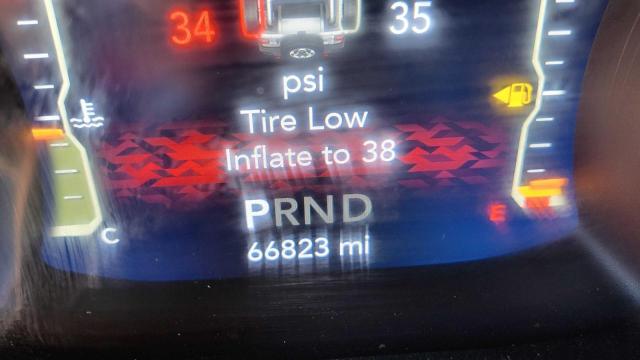 34 35
psi
Tire Low
Inflate to 38
PRND
E
C
66823 mi